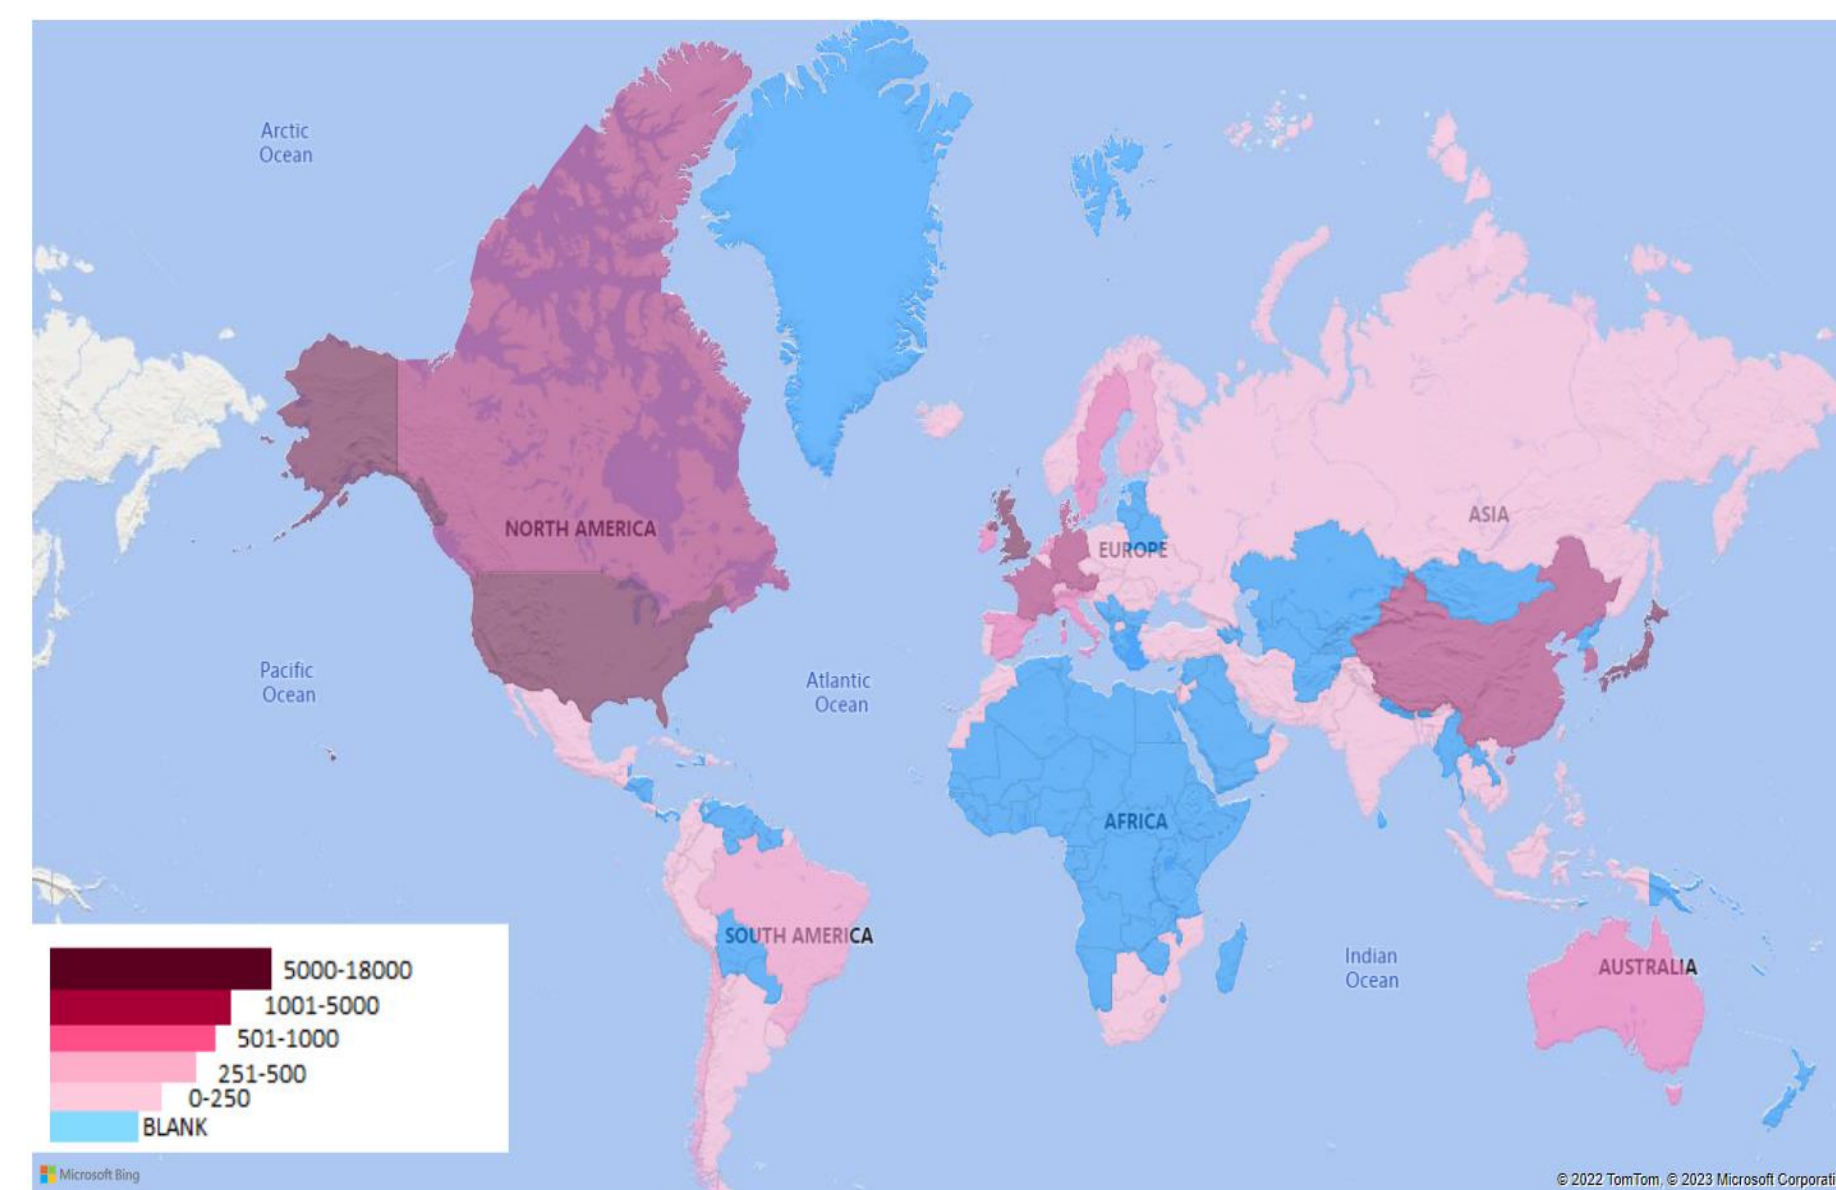 Arctic
Ocean
NORTH AMERICA
ASIA
EUROPE
Pacific
Ocean
Atlantic
Ocean
AFRICA
SOUTH AMERICA
Indian
Ocean
AUSTRALIA
5000-18000
1001-5000
501-1000
251-500
0-250
BLANK
Microsoft Bing
© 2022 TomTom, © 2023 Microsoft Corporati